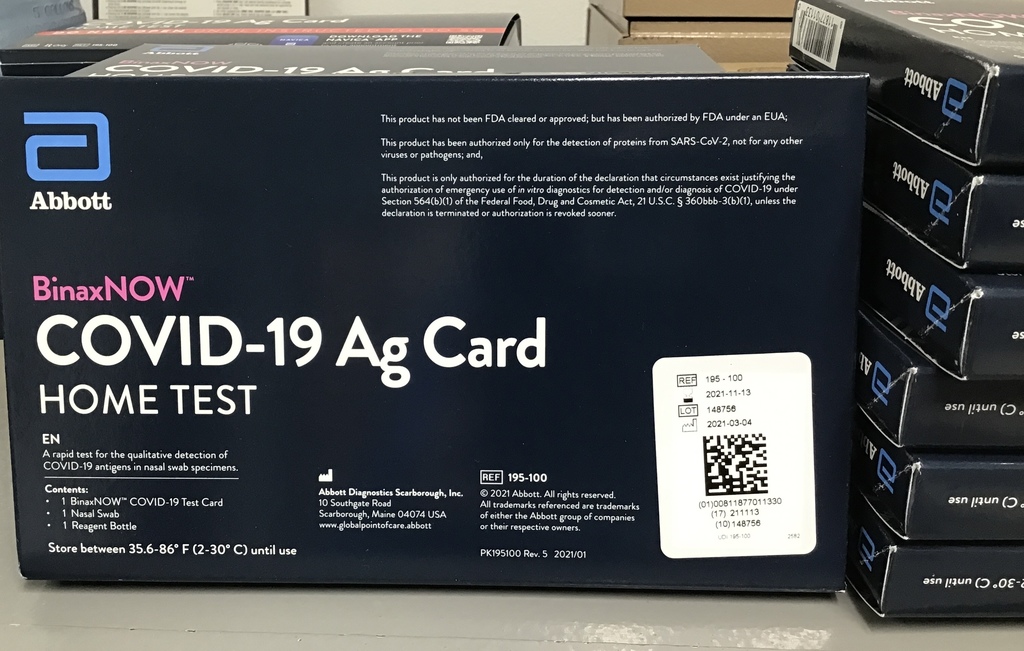 Abbott
COVID-19 Ag Card
Abbott
This product has not been FDA cleared or approved; but has been authorized by FDA under an EUA;
This product has been authorized only for the detection of proteins from SARS-CoV-2, not for any other
viruses or pathogens; and,
This product is only authorized for the duration of the declaration that circumstances exist justifying the
authorization of emergency use of in vitro diagnostics for detection and/or diagnosis of COVID-19 under
Section 564(b)(1) of the Federal Food, Drug and Cosmetic Act, 21 U.S.C. § 360bbb-3(b)(1), unless the
declaration is terminated or authorization is revoked sooner.
BinaxNOW™
COVID-19 Ag Card
HOME TEST
EN
A rapid test for the qualitative detection of
COVID-19 antigens in nasal swab specimens.
Contents:
• 1 BinaxNOW™ COVID-19 Test Card
• 1 Nasal Swab
• 1 Reagent Bottle
Store between 35.6-86° F (2-30° C) until use
Abbott Diagnostics Scarborough, Inc.
10 Southgate Road
Scarborough, Maine 04074 USA
www.globalpointofcare.abbott
REF 195-100
© 2021 Abbott. All rights reserved.
All trademarks referenced are trademarks
of either the Abbott group of companies
or their respective owners.
PK195100 Rev. 5 2021/01
REF 195 - 100
2021-11-13
LOT 148756
2021-03-04
(01)00811877011330
(17) 211113
(10) 148756
UDI 195-100
Abbott
Abbott
Abbott
° C) until use
° C) until use
2-30° C) until use